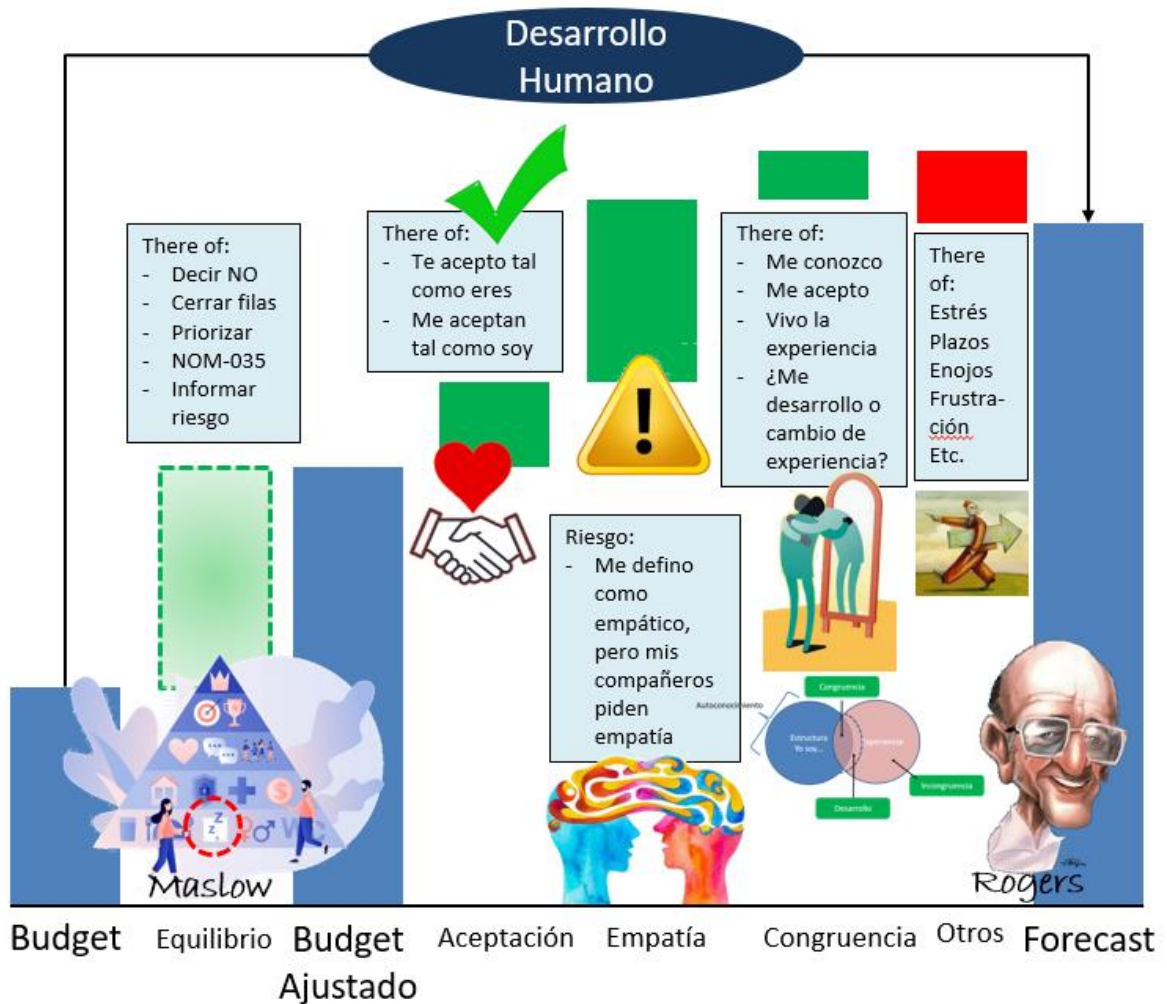 Desarrollo
Humano
There of:
- Decir NO
- Cerrar filas
- Priorizar
- NOM-035
- Informar
riesgo
There of:
- Te acepto tal
como eres
- Me aceptan
tal como soy
There of:
- Me conozco
- Me acepto
- Vivo la
experiencia
- ¿Me
desarrollo o
cambio de
experiencia?
There
of:
Estrés
Plazos
Enojos
Frustra-
ción
Etc.
Riesgo:
- Me defino
como
empático,
pero mis
compañeros
piden
empatía
Congruencia
Autoconocimiento
Estructura
Yo soy...
Incongruencia
Desarrollo
Maslow
Rogers
Budget
Equilibrio
Budget
Ajustado
Aceptación
Empatía
Congruencia
Otros
Forecast